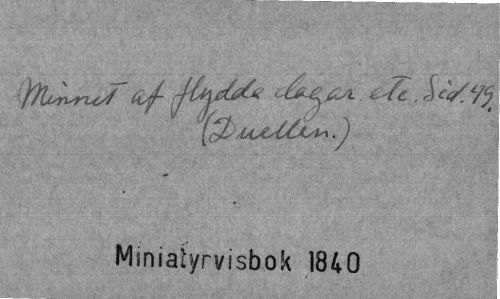 Minnet af flydda dagar etc. Sid. 49.
(Duellen.)
Miniatyrvisbok 1840